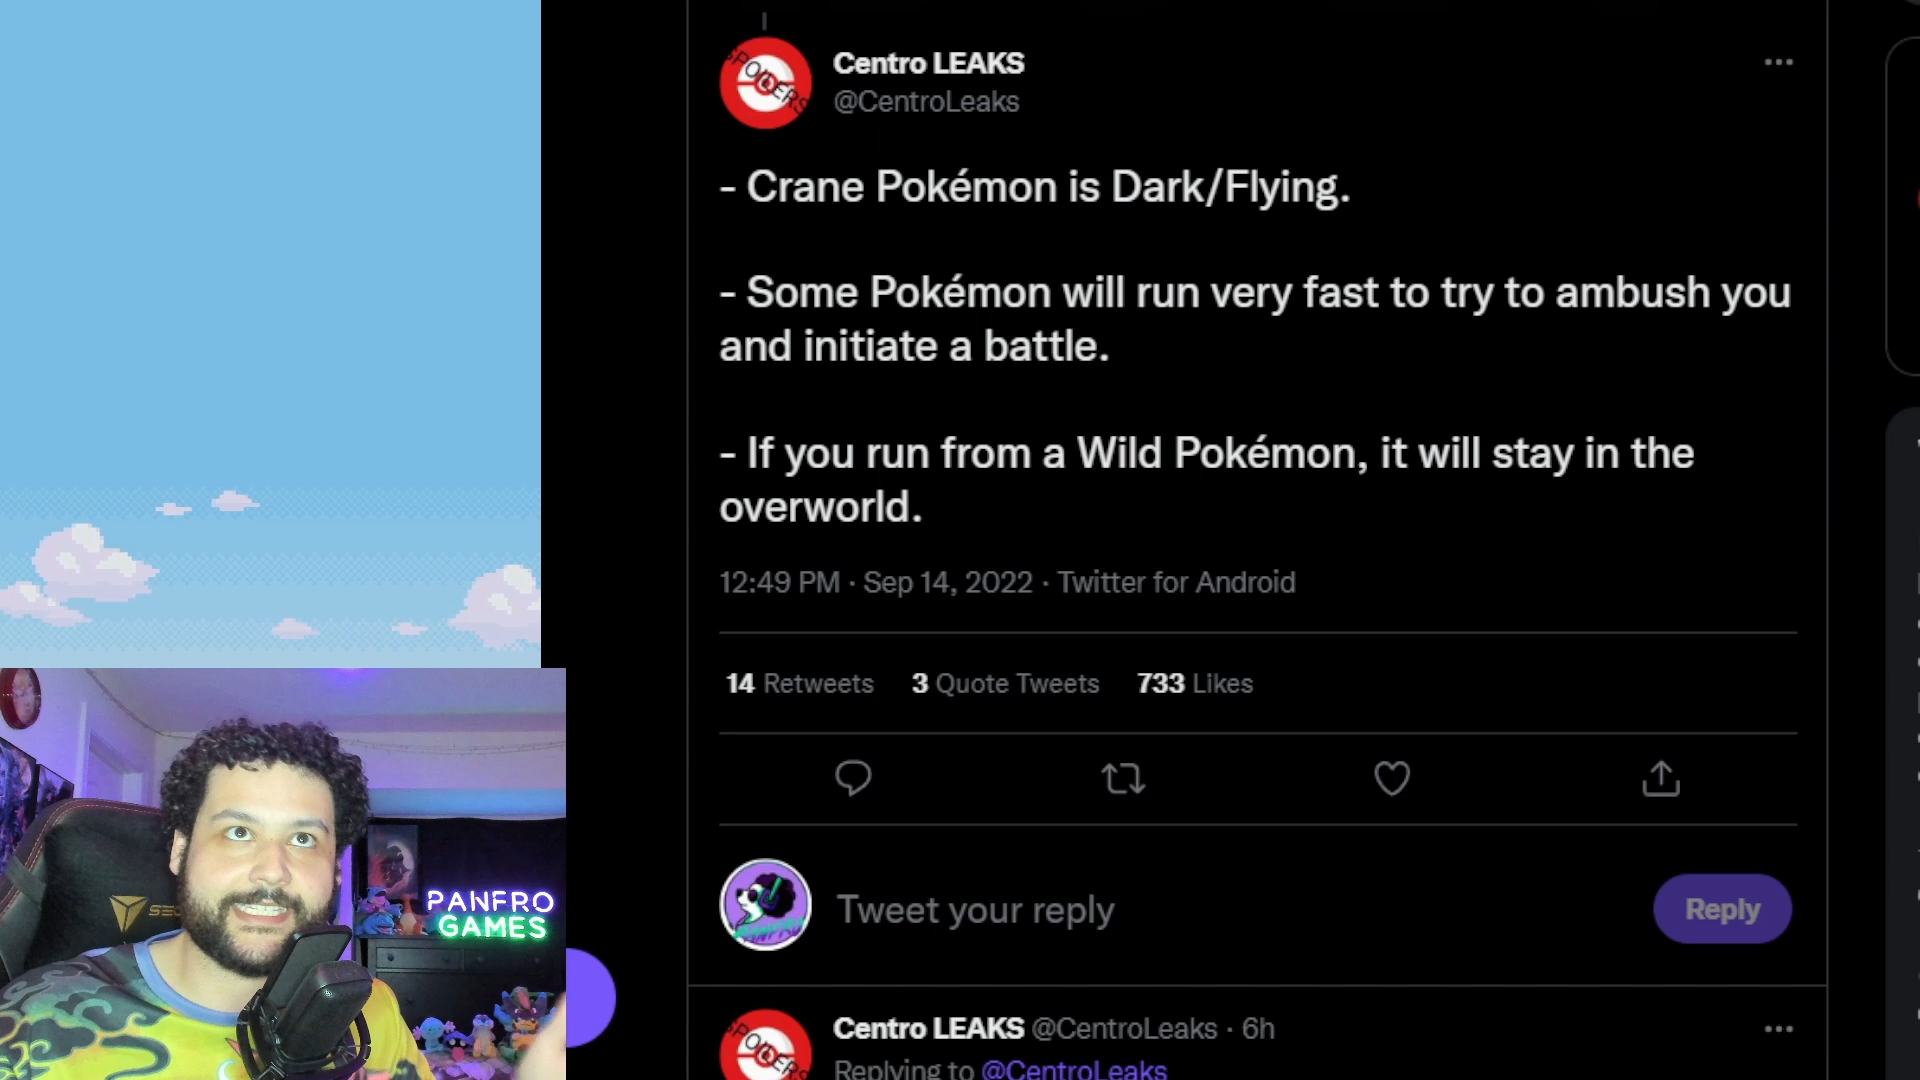 SPOILERS
Centro LEAKS
@CentroLeaks
- Crane Pokémon is Dark/Flying.
- Some Pokémon will run very fast to try to ambush you
and initiate a battle.
- If you run from a Wild Pokémon, it will stay in the
overworld.
12:49 PM · Sep 14, 2022 · Twitter for Android
14 Retweets 3 Quote Tweets 733 Likes
Tweet your reply
Reply
SPOILERS
Centro LEAKS @CentroLeaks · 6h
Replying to @CentroLeaks
PANFRO
GAMES